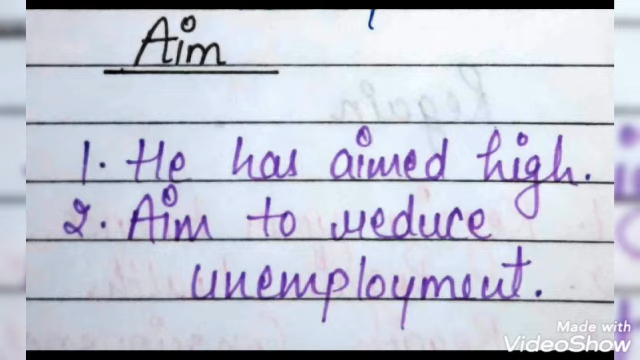 Aim
1. He has aimed high.
2. Aim to reduce
unemployment.
Made with
VideoShow